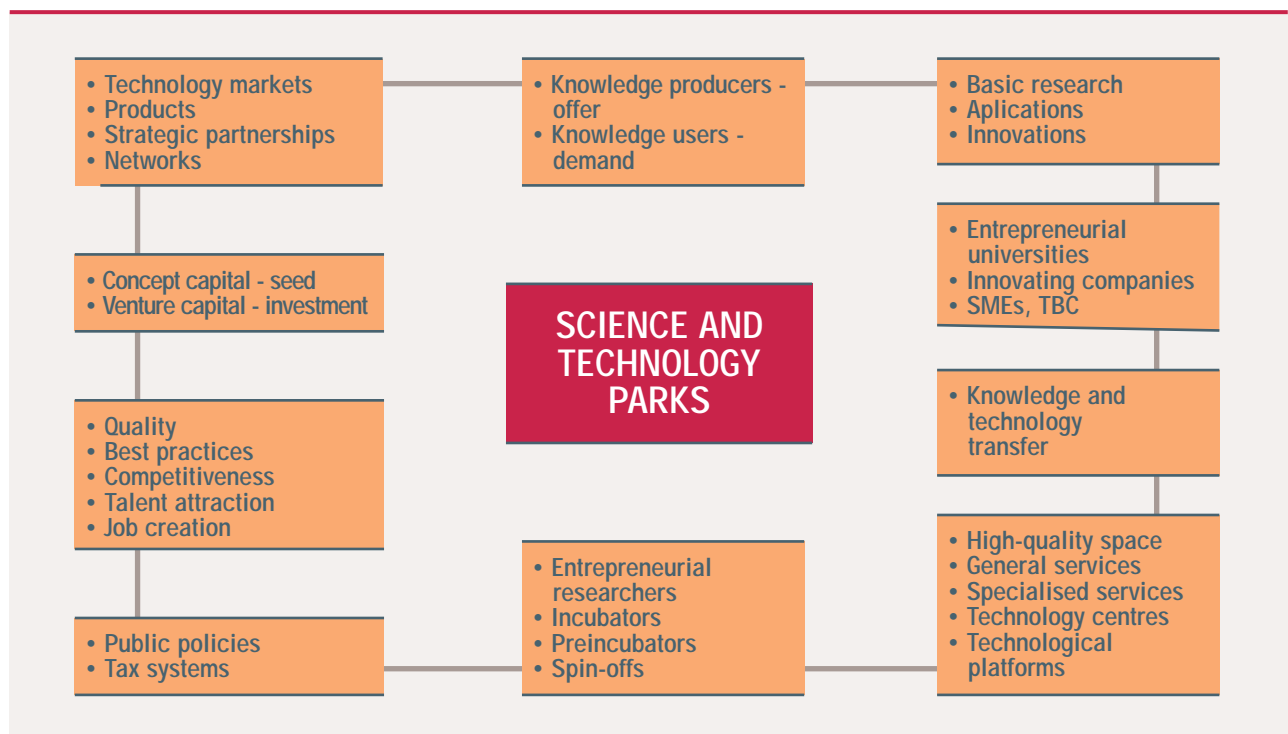 • Technology markets
• Products
• Strategic partnerships
• Networks
• Knowledge producers -
offer
• Knowledge users -
demand
• Basic research
• Aplications
• Innovations
• Entrepreneurial
universities
• Innovating companies
• SMEs, TBC
• Concept capital - seed
• Venture capital - investment
SCIENCE AND
TECHNOLOGY
PARKS
• Knowledge and
technology
transfer
• Quality
• Best practices
• Competitiveness
• Talent attraction
• Job creation
• High-quality space
• General services
• Specialised services
• Technology centres
• Technological
platforms
• Entrepreneurial
researchers
• Incubators
• Preincubators
• Spin-offs
• Public policies
• Tax systems